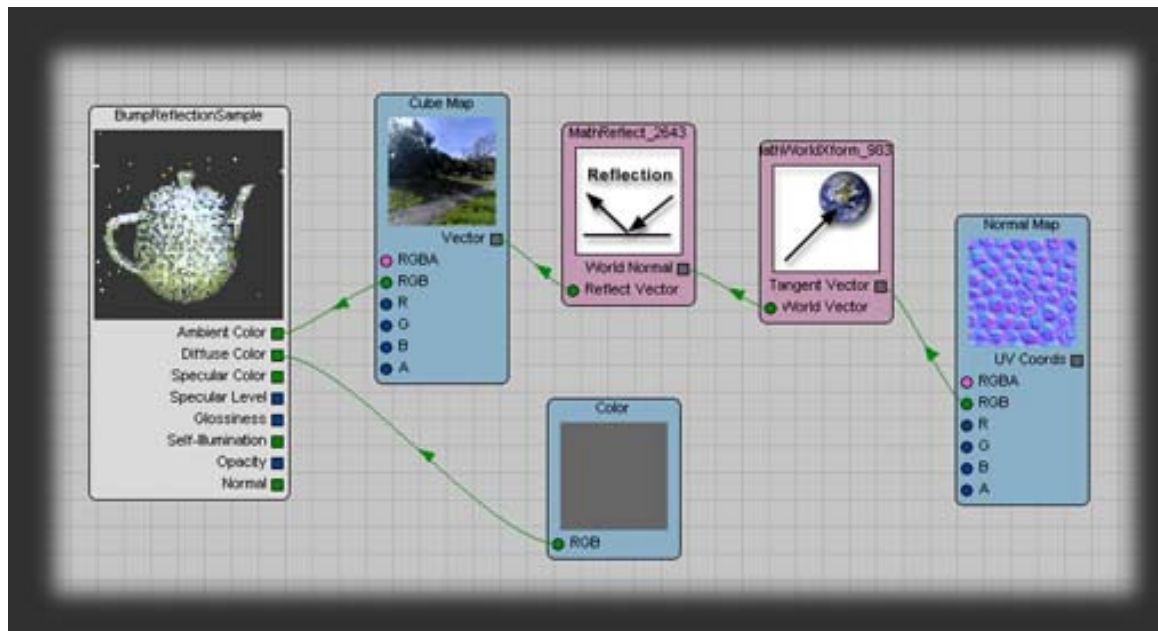 BumpReflectionSample
Ambient Color
Diffuse Color
Specular Color
Specular Level
Glossiness
Self-Illumination
Opacity
Normal
Cube Map
Vector
RGBA
RGB
R
G
B
A
MathReflect_2643
Reflection
World Normal
Reflect Vector
athWorldXform_983
Tangent Vector
World Vector
Normal Map
UV Coords
RGBA
RGB
R
G
B
A
Color
RGB